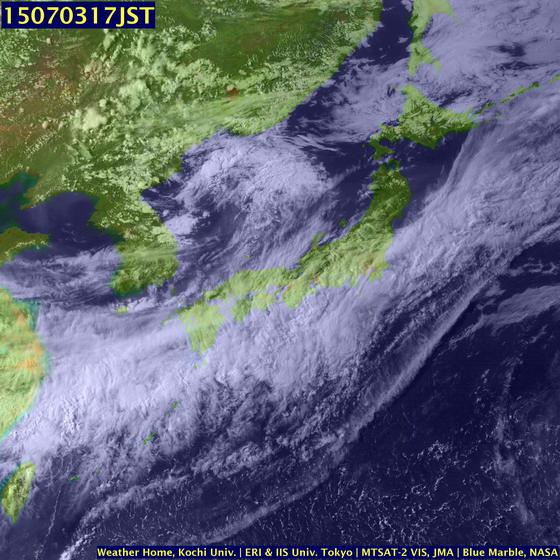 15070317JST
Weather Home, Kochi Univ. | ERI & IIS Univ. Tokyo | MTSAT-2 VIS, JMA | Blue Marble, NASA